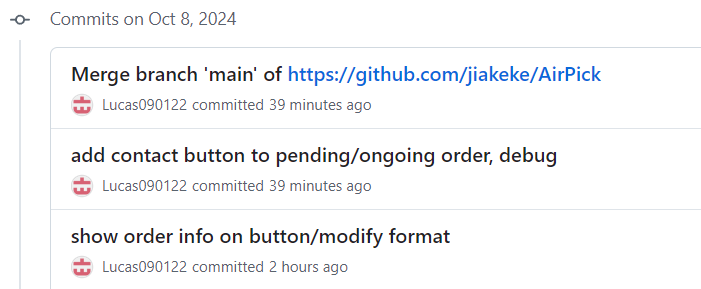 Commits on Oct 8, 2024
Merge branch 'main' of https://github.com/jiakeke/AirPick
Lucas090122 committed 39 minutes ago
add contact button to pending/ongoing order, debug
Lucas090122 committed 39 minutes ago
show order info on button/modify format
Lucas090122 committed 2 hours ago